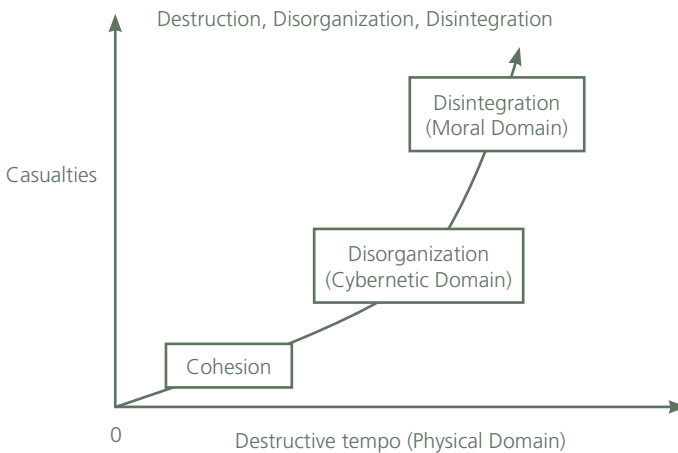 Destruction, Disorganization, Disintegration
Disintegration
(Moral Domain)
Casualties
Disorganization
(Cybernetic Domain)
Cohesion
0
Destructive tempo (Physical Domain)